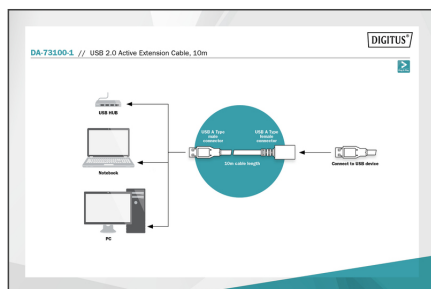 DIGITUS®
DA-73100-1 // USB 2.0 Active Extension Cable, 10m
USB HUB
USB A Type
male
connector
USB A Type
female
connector
10m cable length
Notebook
Connect to USB device
PC